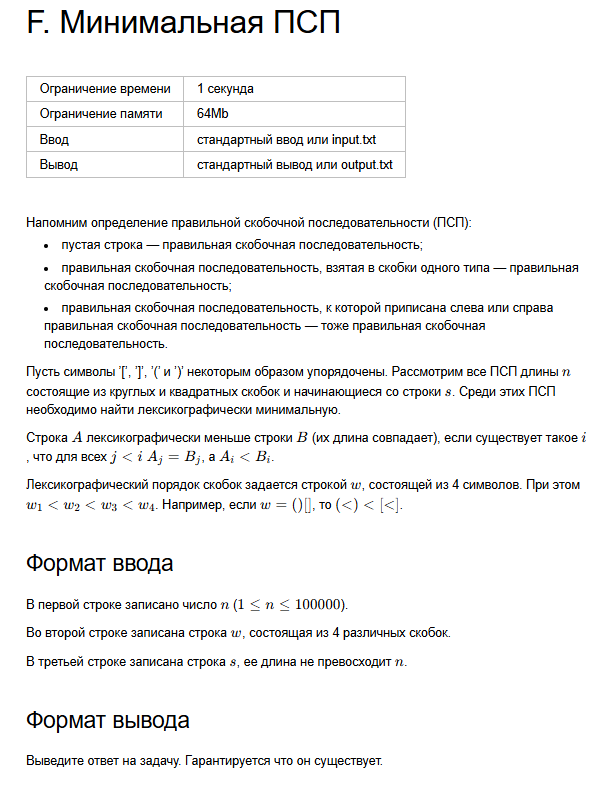 F. Минимальная ПСП
Ограничение времени 1 секунда
Ограничение памяти 64Mb
Ввод стандартный ввод или input.txt
Вывод стандартный вывод или output.txt
Напомним определение правильной скобочной последовательности (ПСП):
• пустая строка — правильная скобочная последовательность;
• правильная скобочная последовательность, взятая в скобки одного типа — правильная
скобочная последовательность;
• правильная скобочная последовательность, к которой приписана слева или справа
правильная скобочная последовательность — тоже правильная скобочная
последовательность.
Пусть символы '[', ']', '(' и ')' некоторым образом упорядочены. Рассмотрим все ПСП длины n
состоящие из круглых и квадратных скобок и начинающиеся со строки s. Среди этих ПСП
необходимо найти лексикографически минимальную.
Строка A лексикографически меньше строки B (их длина совпадает), если существует такое i
, что для всех j < i A_j = B_j, а A_i < B_i.
Лексикографический порядок скобок задается строкой w, состоящей из 4 символов. При этом
w_1 < w_2 < w_3 < w_4. Например, если w = ()[], то (<) < [<].
Формат ввода
В первой строке записано число n (1 ≤ n ≤ 100000).
Во второй строке записана строка w, состоящая из 4 различных скобок.
В третьей строке записана строка s, ее длина не превосходит n.
Формат вывода
Выведите ответ на задачу. Гарантируется что он существует.